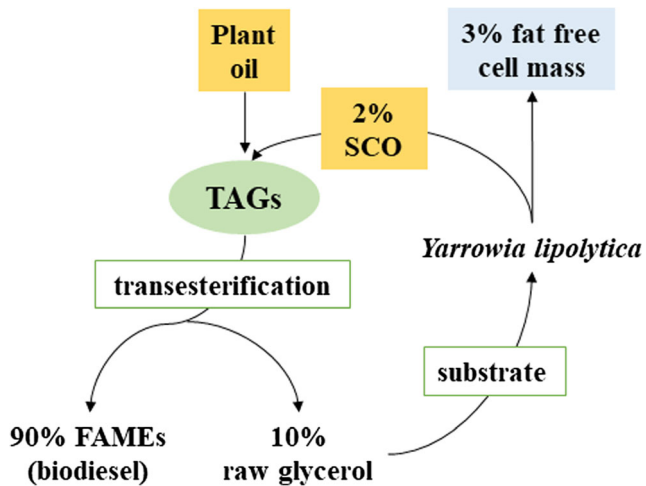 Plant
oil
3% fat free
cell mass
2%
SCO
TAGs
Yarrowia lipolytica
transesterification
substrate
90% FAMEs
(biodiesel)
10%
raw glycerol